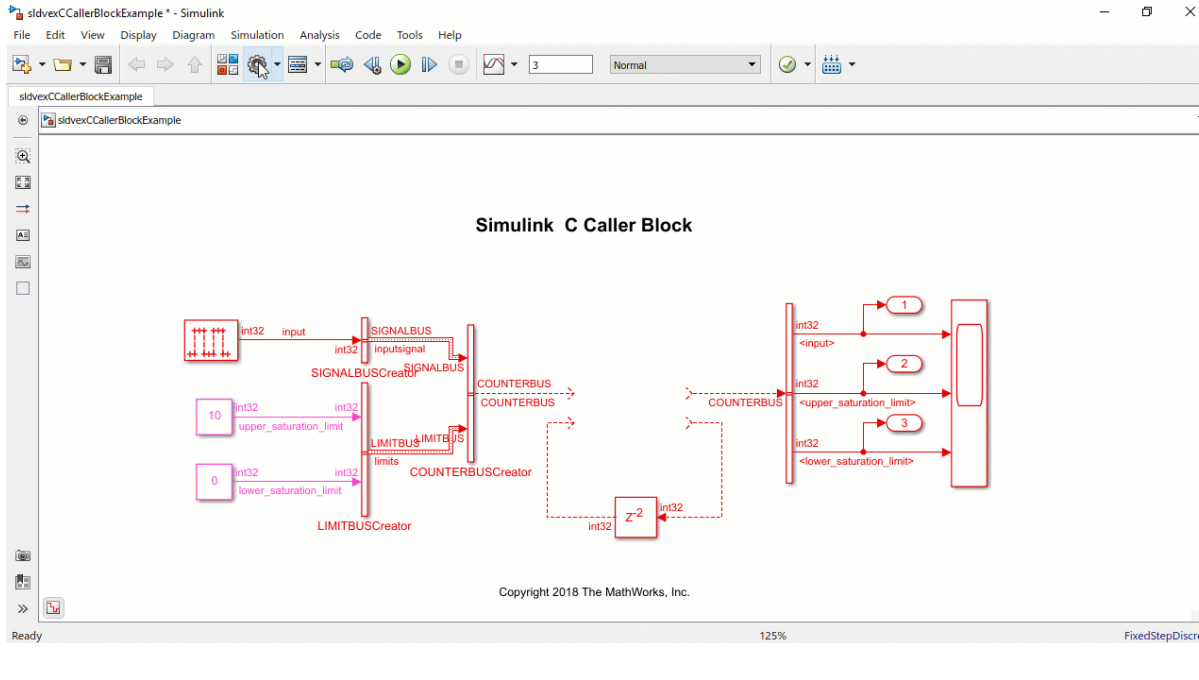 sldvexCCallerBlockExample * - Simulink
File Edit View Display Diagram Simulation Analysis Code Tools Help
3 Normal
sldvexCCallerBlockExample
sldvexCCallerBlockExample
Simulink C Caller Block
int32 input
int32
SIGNALBUS
inputsignal
SIGNALBUS
SIGNALBUSCreator
10
int32
upper_saturation_limit
int32
LIMITBUS
LIMITBUS
limits
0
int32
lower_saturation_limit
int32
LIMITBUSCreator
COUNTERBUS
COUNTERBUS
COUNTERBUSCreator
int32
Z-2
int32
COUNTERBUS
int32
<input>
1
int32
<upper_saturation_limit>
2
int32
<lower_saturation_limit>
3
Copyright 2018 The MathWorks, Inc.
Ready 125% FixedStepDiscre